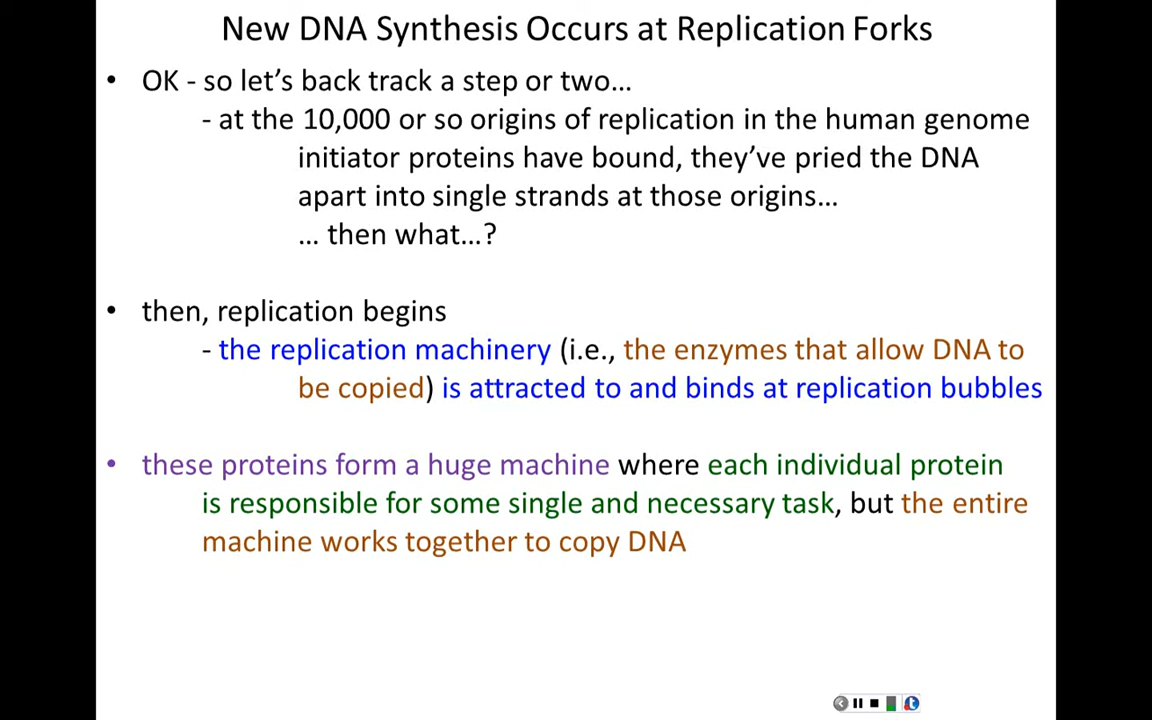 New DNA Synthesis Occurs at Replication Forks
• OK - so let's back track a step or two…
- at the 10,000 or so origins of replication in the human genome
initiator proteins have bound, they've pried the DNA
apart into single strands at those origins…
… then what…?
• then, replication begins
- the replication machinery (i.e., the enzymes that allow DNA to
be copied) is attracted to and binds at replication bubbles
• these proteins form a huge machine where each individual protein
is responsible for some single and necessary task, but the entire
machine works together to copy DNA